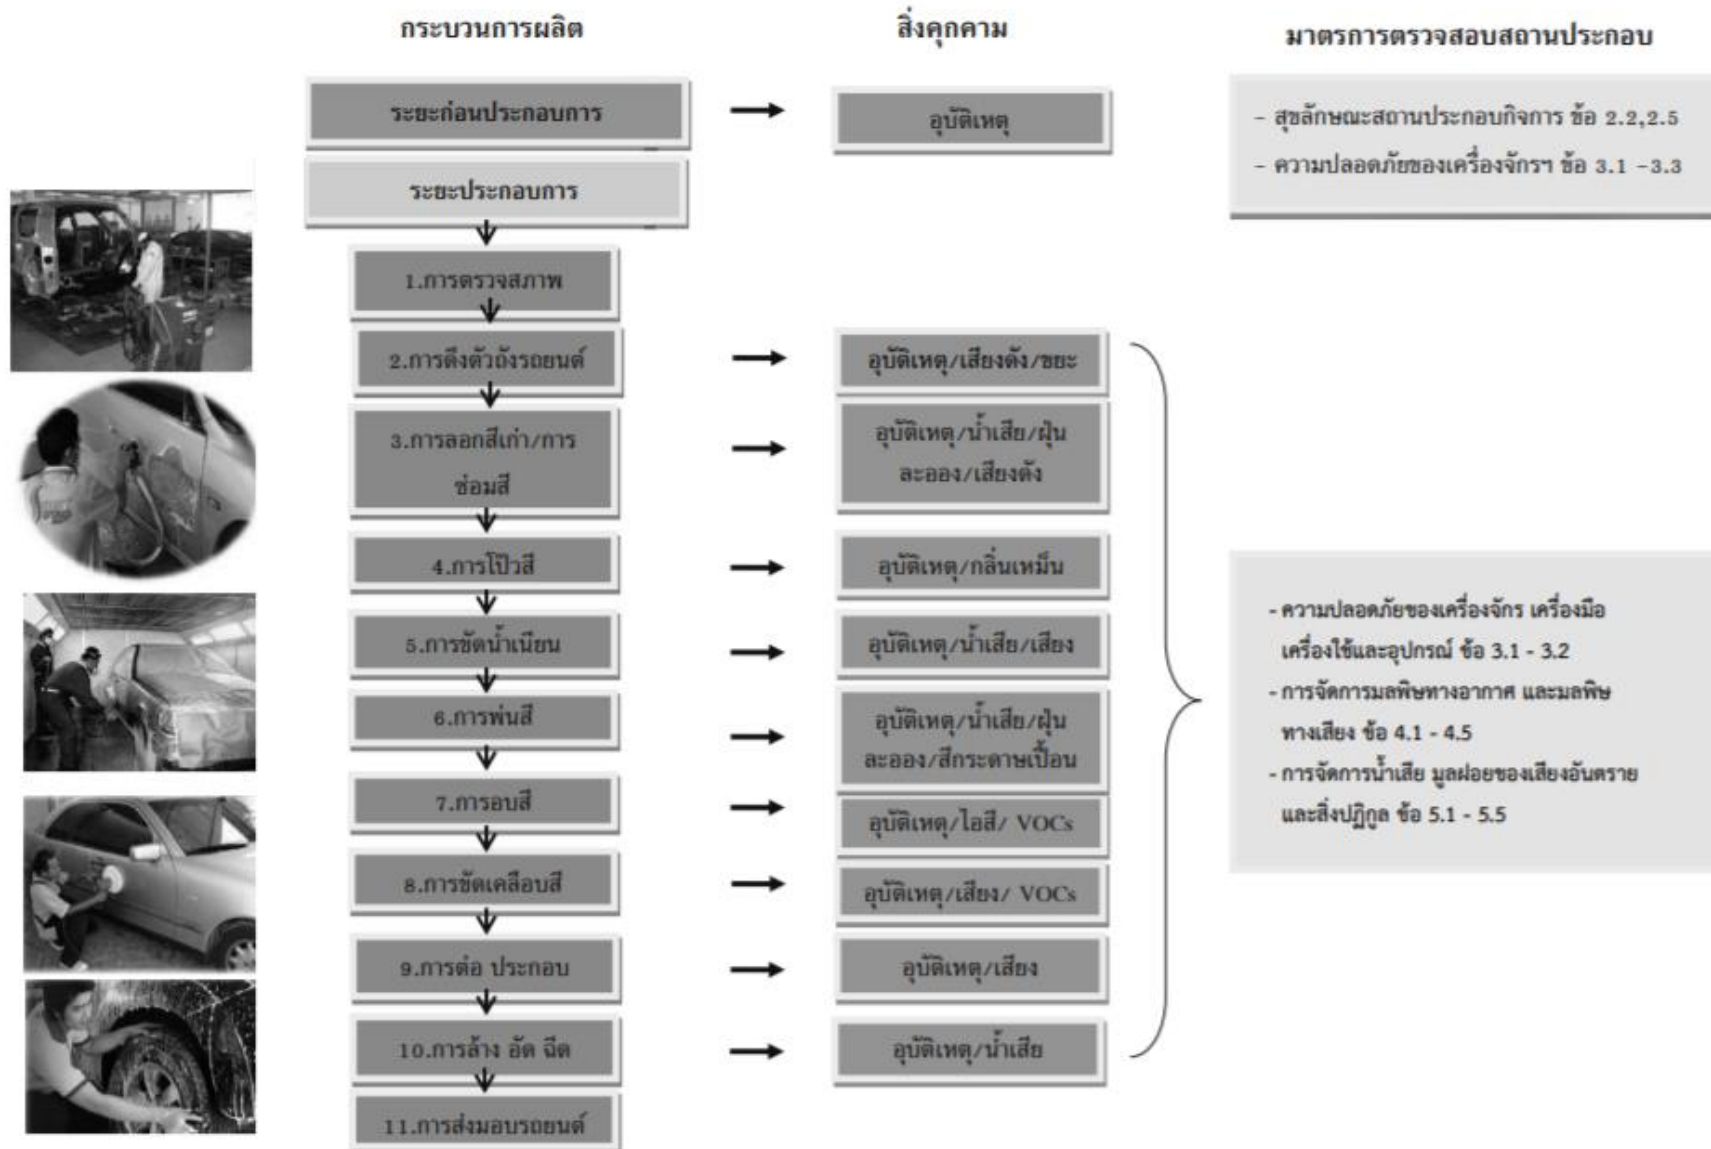 กระบวนการผลิต
สิ่งคุกคาม
มาตรการตรวจสอบสถานประกอบ
ระยะก่อนประกอบการ
อุบัติเหตุ
- สุขลักษณะสถานประกอบกิจการ ข้อ 2.2,2.5
- ความปลอดภัยของเครื่องจักรฯ ข้อ 3.1 -3.3
ระยะประกอบการ
1.การตรวจสภาพ
2.การดึงตัวถังรถยนต์
อุบัติเหตุ/เสียงดัง/ขยะ
3.การลอกสีเก่า/การ
ซ่อมสี
อุบัติเหตุ/น้ำเสีย/ฝุ่น
ละออง/เสียงดัง
4.การโป๊วสี
อุบัติเหตุ/กลิ่นเหม็น
5.การขัดน้ำเนียน
อุบัติเหตุ/น้ำเสีย/เสียง
6.การพ่นสี
อุบัติเหตุ/น้ำเสีย/ฝุ่น
ละออง/สีกระดาษเปื้อน
7.การอบสี
อุบัติเหตุ/ไอสี/ VOCs
8.การขัดเคลือบสี
อุบัติเหตุ/เสียง/ VOCs
9.การต่อ ประกอบ
อุบัติเหตุ/เสียง
10.การล้าง อัด ฉีด
อุบัติเหตุ/น้ำเสีย
11.การส่งมอบรถยนต์
- ความปลอดภัยของเครื่องจักร เครื่องมือ
เครื่องใช้และอุปกรณ์ ข้อ 3.1 - 3.2
- การจัดการมลพิษทางอากาศ และมลพิษ
ทางเสียง ข้อ 4.1 - 4.5
- การจัดการน้ำเสีย มูลฝอยของเสียงอันตราย
และสิ่งปฏิกูล ข้อ 5.1 - 5.5